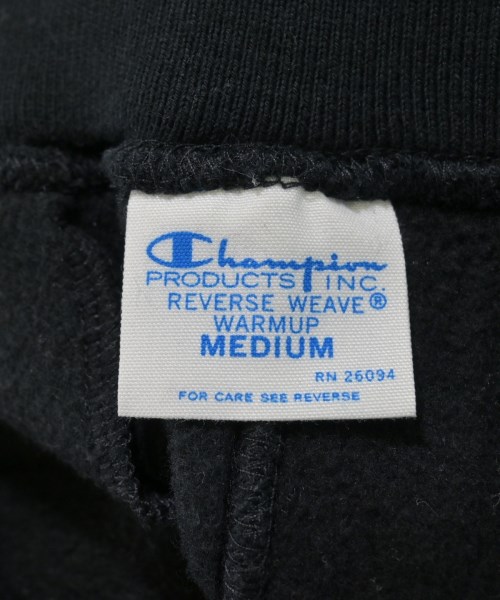 Champion
PRODUCTS INC.
REVERSE WEAVE®
WARMUP
MEDIUM
RN 26094
FOR CARE SEE REVERSE